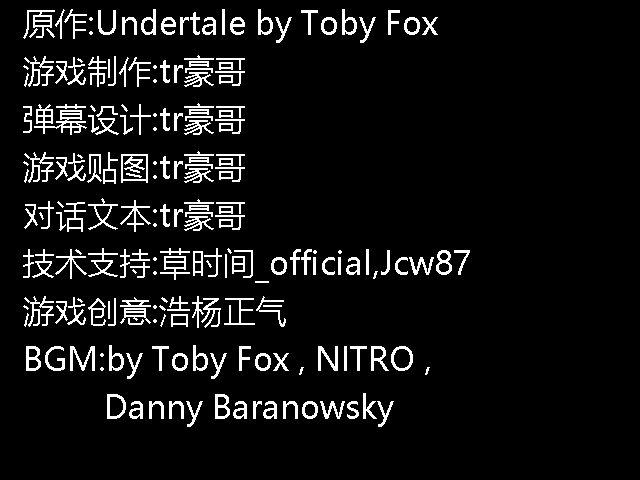 原作:Undertale by Toby Fox
游戏制作:tr豪哥
弹幕设计:tr豪哥
游戏贴图:tr豪哥
对话文本:tr豪哥
技术支持:草时间_official,Jcw87
游戏创意:浩杨正气
BGM:by Toby Fox , NITRO ,
Danny Baranowsky